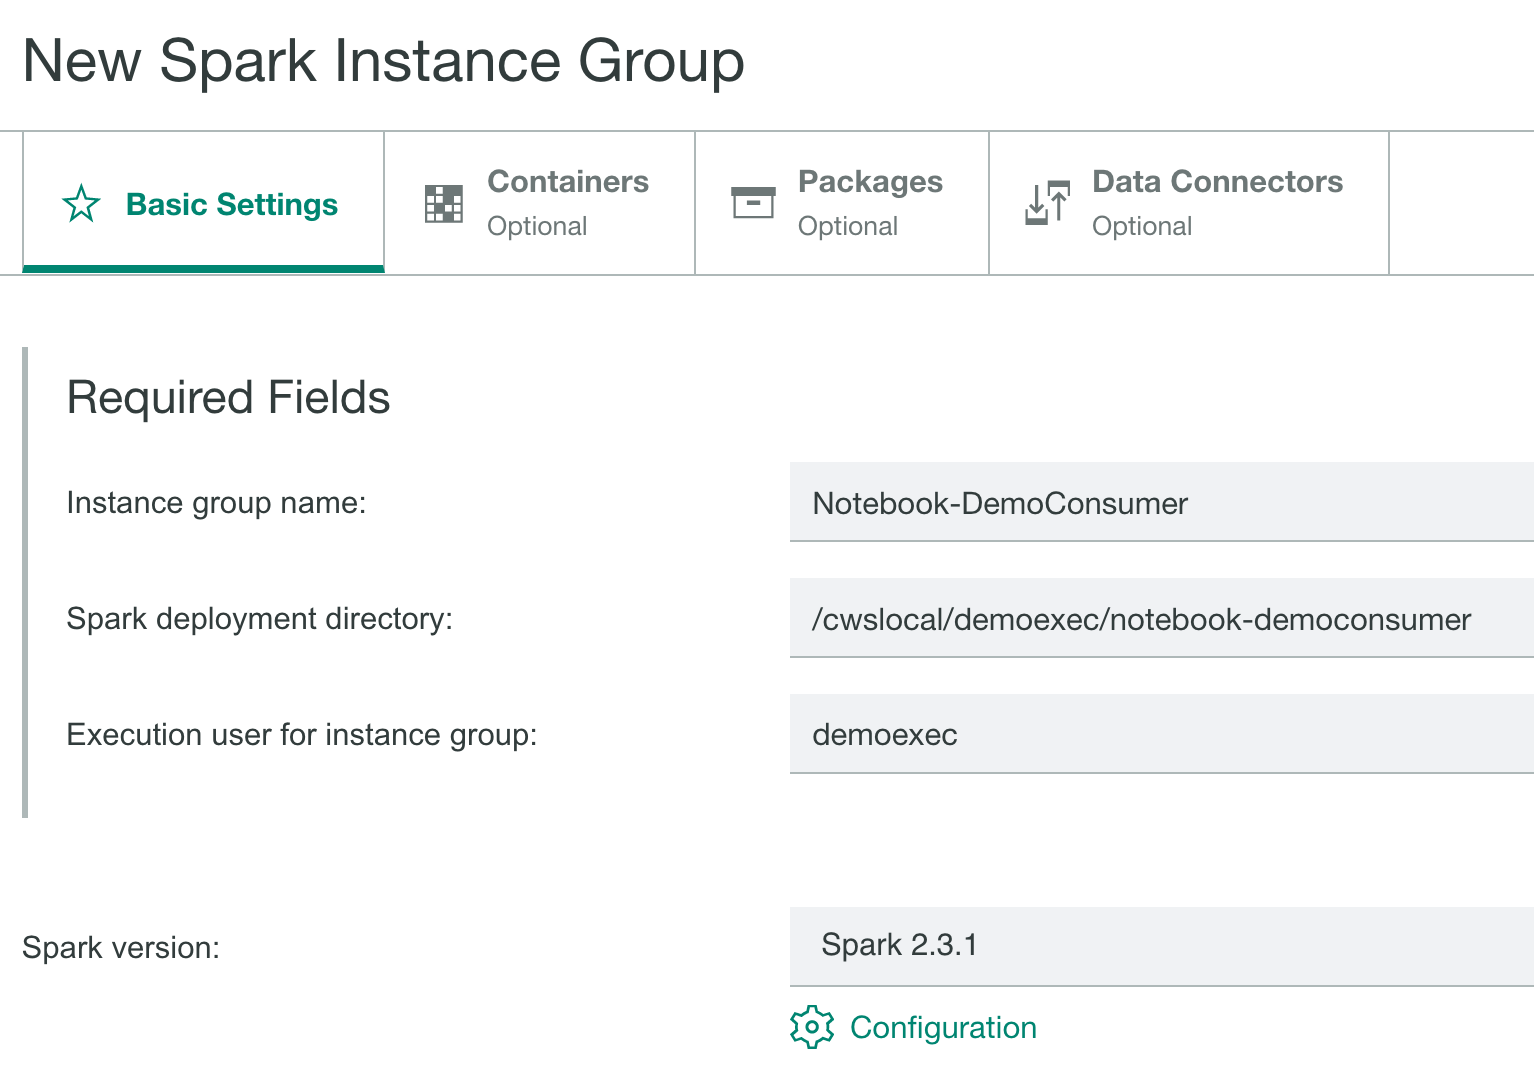 New Spark Instance Group
Basic Settings
Containers
Optional
Packages
Optional
Data Connectors
Optional
Required Fields
Instance group name:
Notebook-DemoConsumer
Spark deployment directory:
/cwslocal/demoexec/notebook-democonsumer
Execution user for instance group:
demoexec
Spark version:
Spark 2.3.1
Configuration